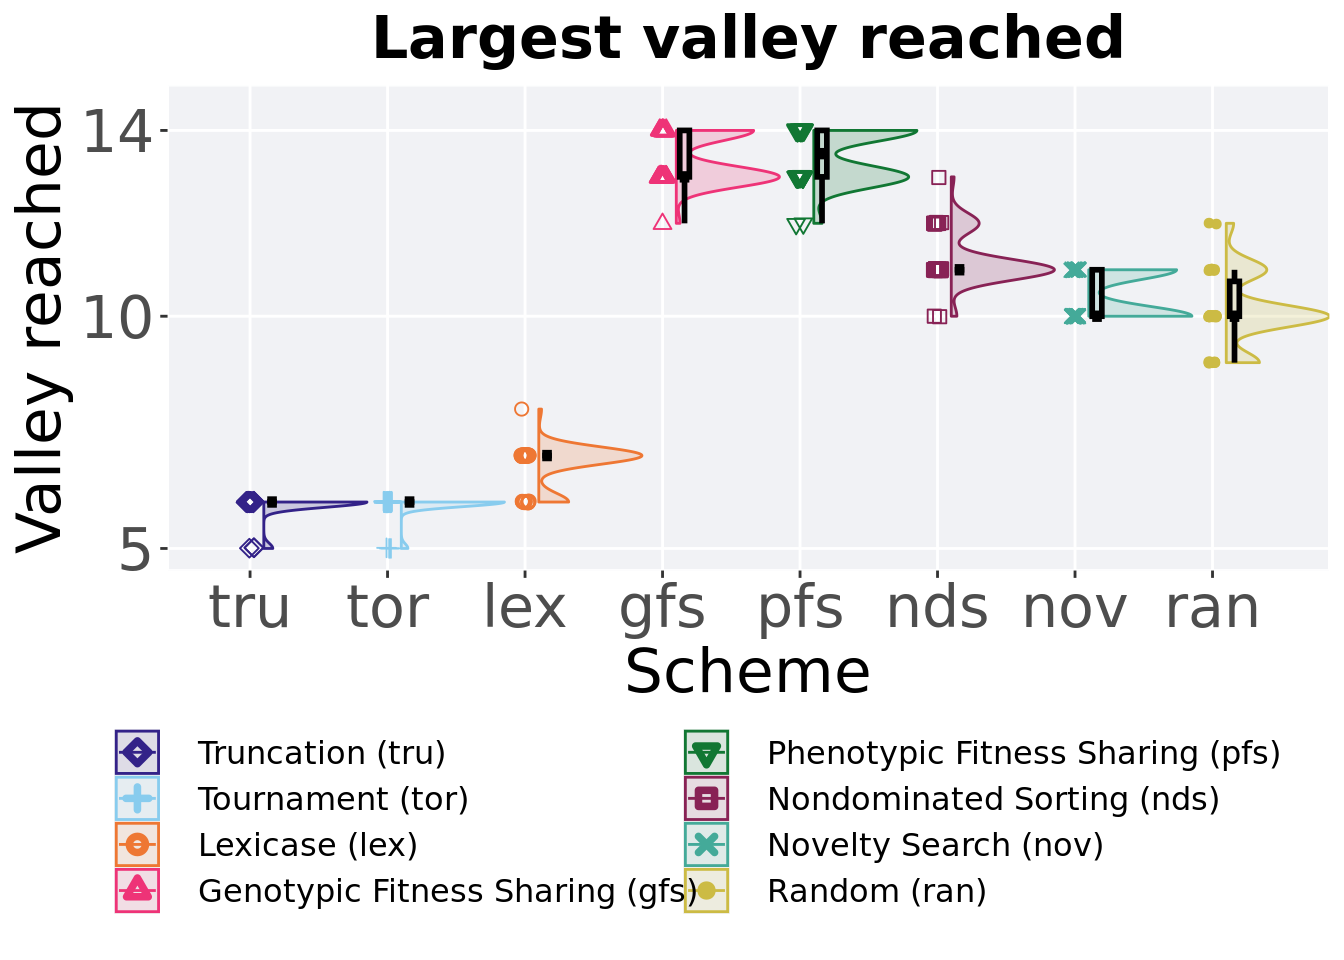 Largest valley reached
Valley reached
14
10
5
tru tor lex gfs pfs nds nov ran
Scheme
Truncation (tru)
Tournament (tor)
Lexicase (lex)
Genotypic Fitness Sharing (gfs)
Phenotypic Fitness Sharing (pfs)
Nondominated Sorting (nds)
Novelty Search (nov)
Random (ran)